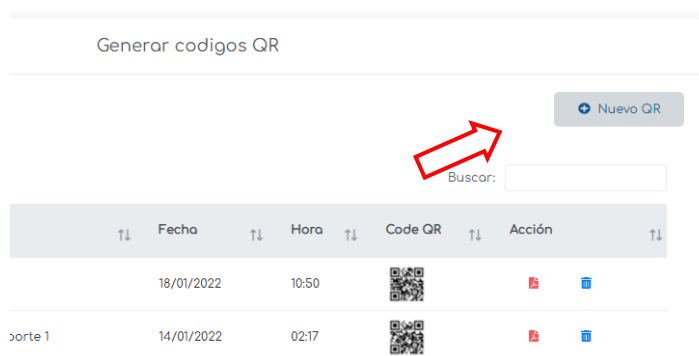 Generar codigos QR
Nuevo QR
Buscar:
Fecha Hora Code QR Acción
18/01/2022 10:50
porte 1 14/01/2022 02:17